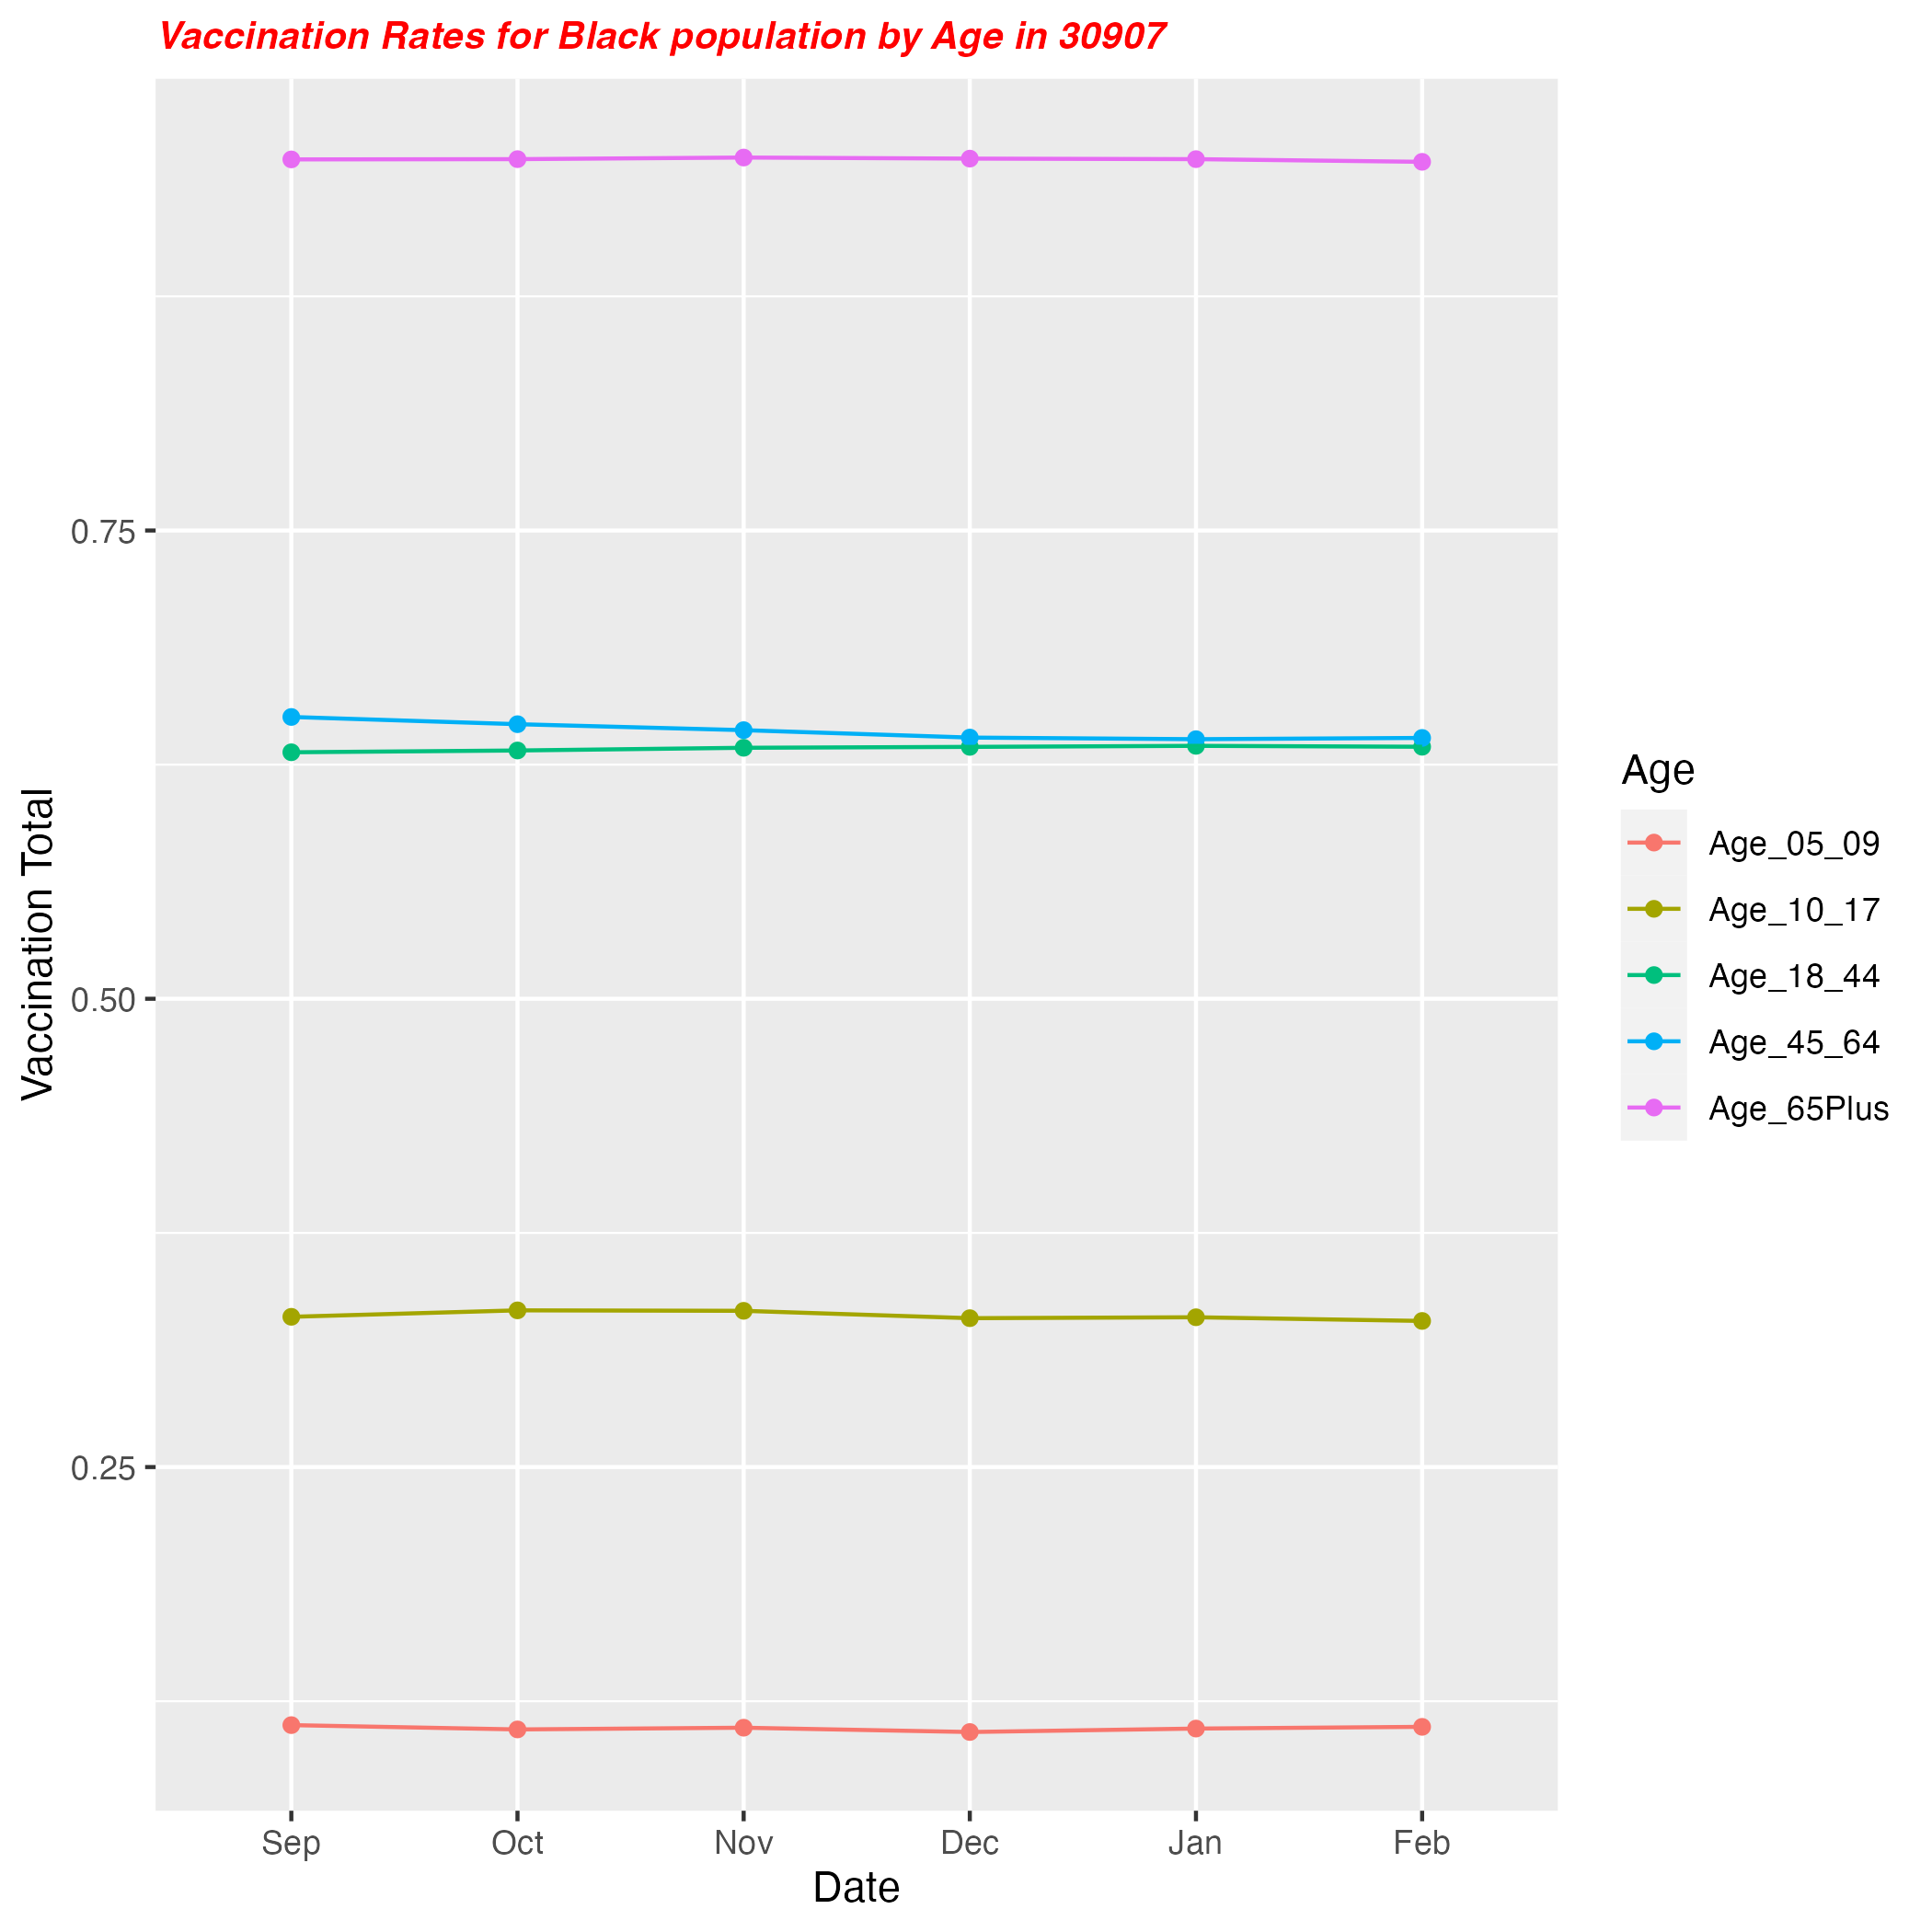 Vaccination Rates for Black population by Age in 30907
Vaccination Total
0.75
0.50
0.25
Sep Oct Nov Dec Jan Feb
Date
Age
Age_05_09
Age_10_17
Age_18_44
Age_45_64
Age_65Plus